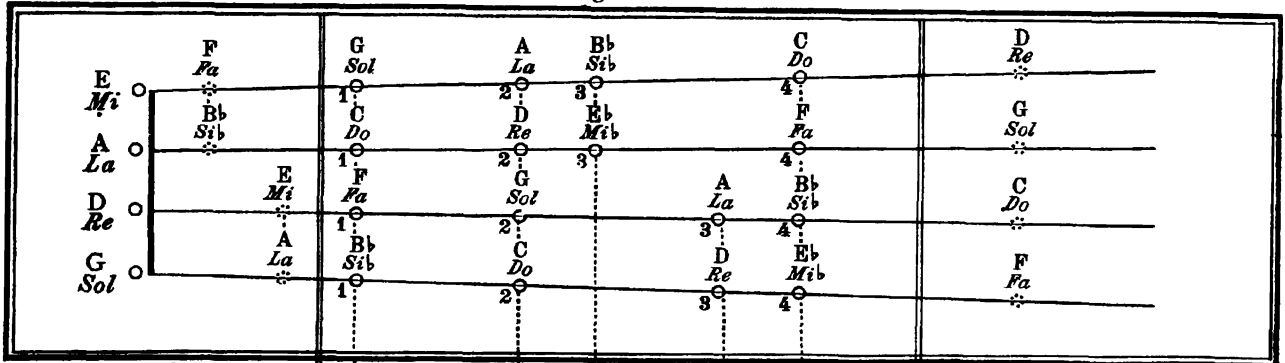 F G A B♭ C D
Fa Sol La Si♭ Do Re
E
Mi
1 2 3 4
B♭ C D E♭ F G
Si♭ Do Re Mi♭ Fa Sol
A
La
1 2 3 4
E F G A B♭ C
Mi Fa Sol La Si♭ Do
D
Re
1 2 3 4
A B♭ C D E♭ F
La Si♭ Do Re Mi♭ Fa
G
Sol
1 2 3 4